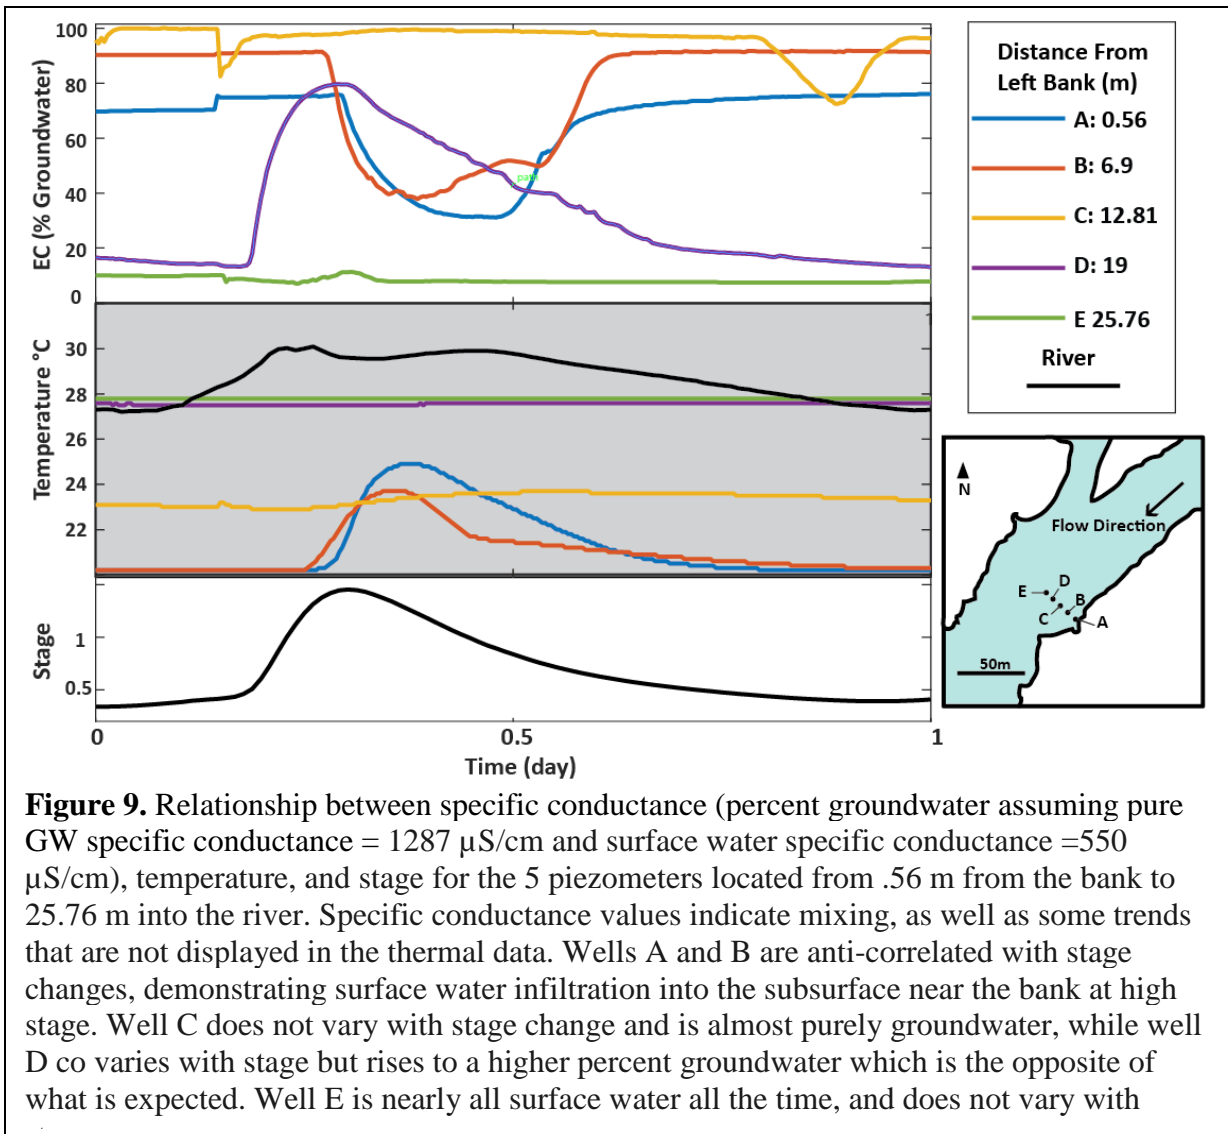 100
80
60
40
20
0
EC (% Groundwater)
path
30
28
26
24
22
Temperature °C
1
0.5
Stage
0
0.5
1
Time (day)
Distance From
Left Bank (m)
A: 0.56
B: 6.9
C: 12.81
D: 19
E 25.76
River
N
Flow Direction
E
D
C
B
A
50m
Figure 9. Relationship between specific conductance (percent groundwater assuming pure
GW specific conductance = 1287 µS/cm and surface water specific conductance =550
µS/cm), temperature, and stage for the 5 piezometers located from .56 m from the bank to
25.76 m into the river. Specific conductance values indicate mixing, as well as some trends
that are not displayed in the thermal data. Wells A and B are anti-correlated with stage
changes, demonstrating surface water infiltration into the subsurface near the bank at high
stage. Well C does not vary with stage change and is almost purely groundwater, while well
D co varies with stage but rises to a higher percent groundwater which is the opposite of
what is expected. Well E is nearly all surface water all the time, and does not vary with